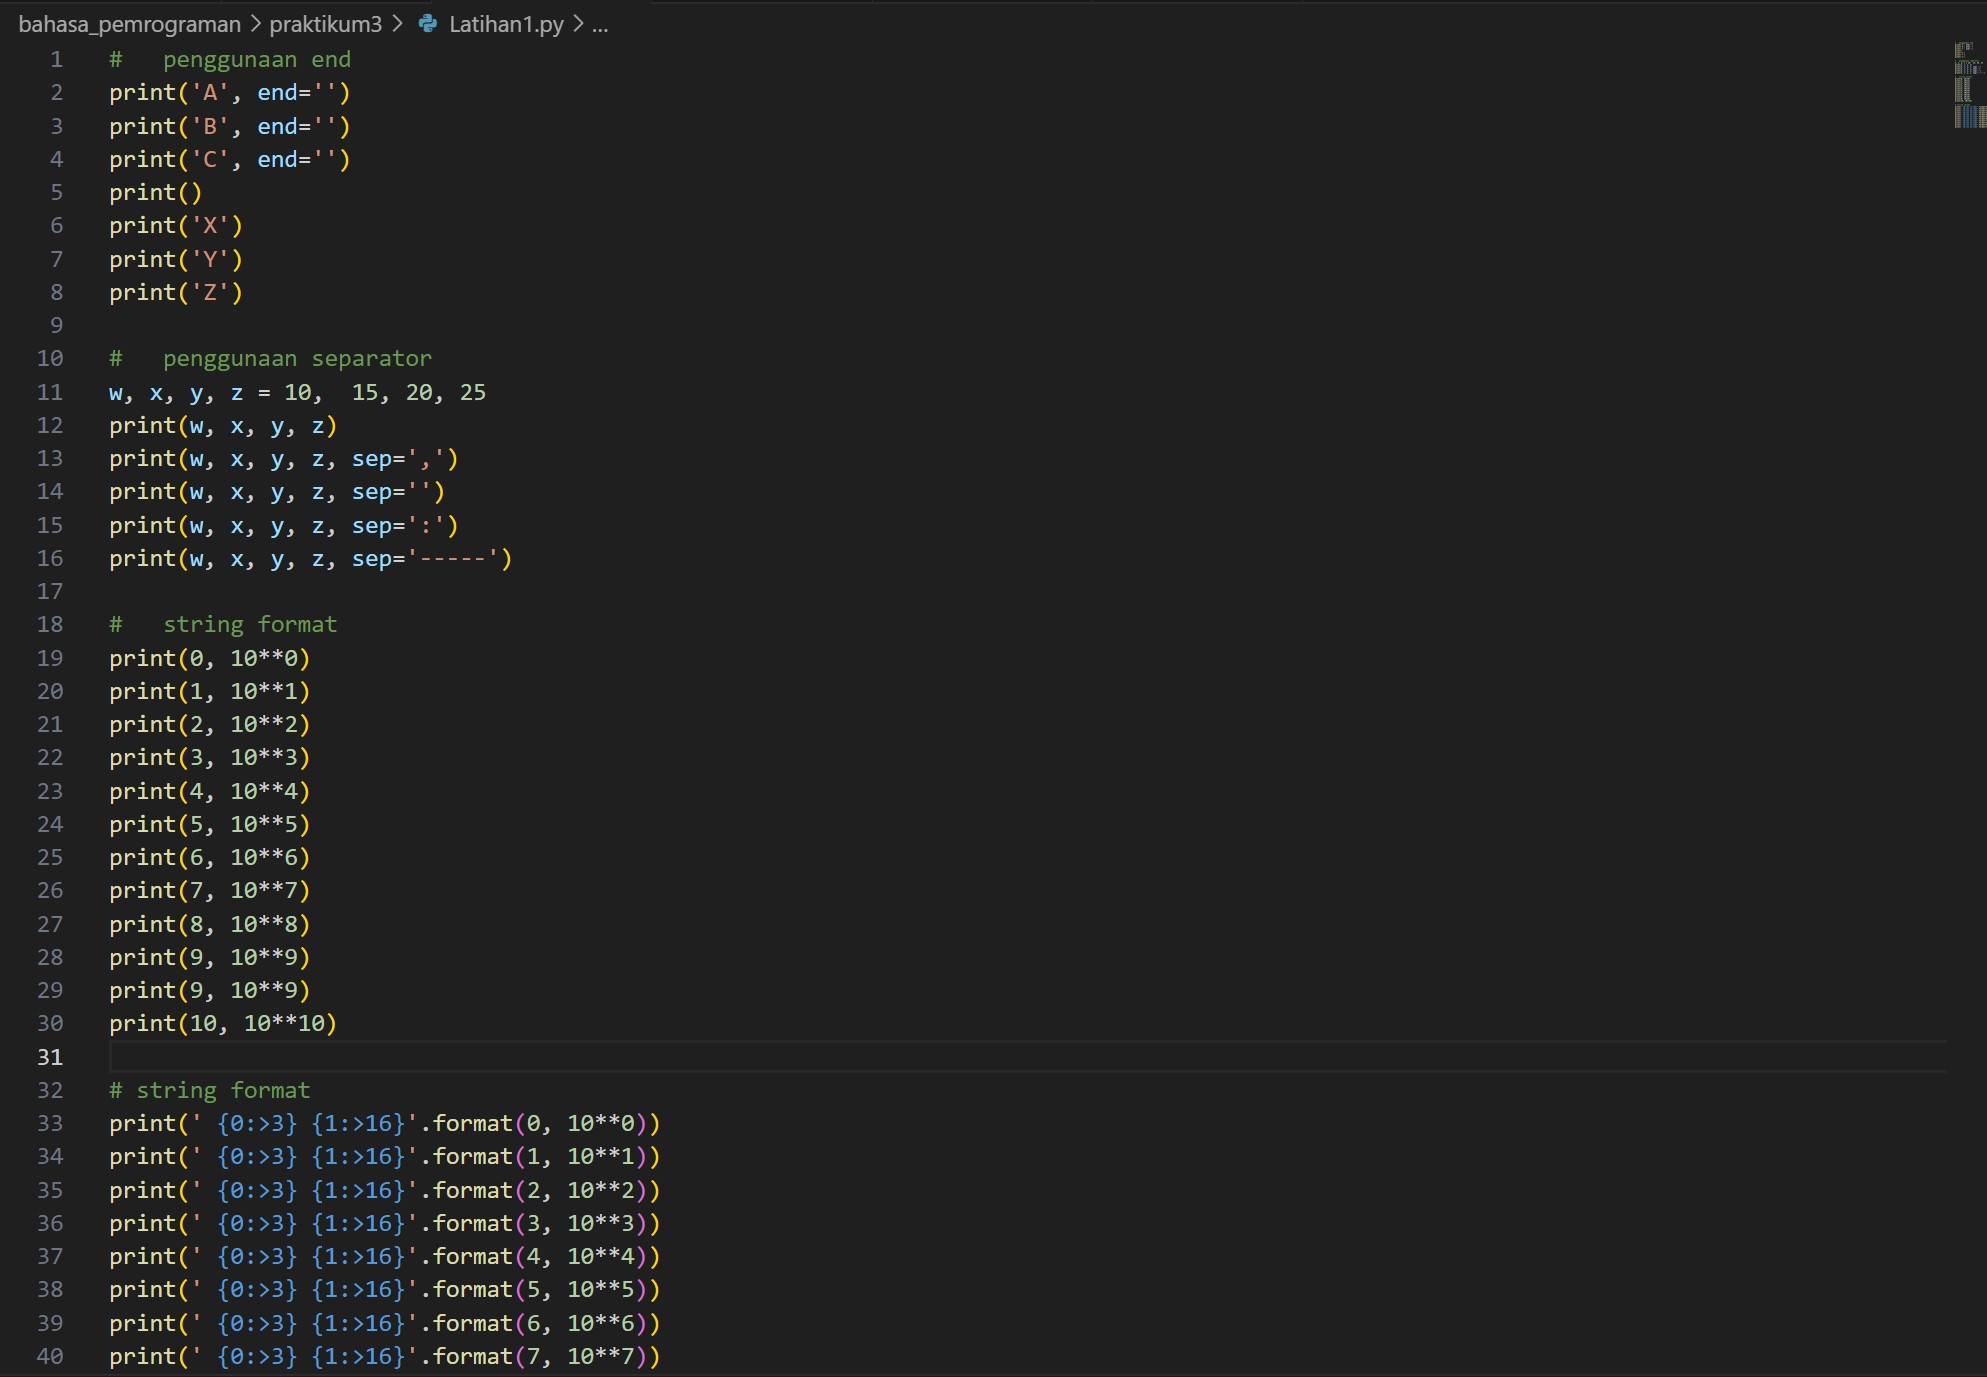 bahasa_pemrograman > praktikum3 > Latihan1.py > ...
1 #   penggunaan end
2 print('A', end='')
3 print('B', end='')
4 print('C', end='')
5 print()
6 print('X')
7 print('Y')
8 print('Z')
9
10 #   penggunaan separator
11 w, x, y, z = 10,  15, 20, 25
12 print(w, x, y, z)
13 print(w, x, y, z, sep=',')
14 print(w, x, y, z, sep='')
15 print(w, x, y, z, sep=':')
16 print(w, x, y, z, sep='-----')
17
18 #   string format
19 print(0, 10**0)
20 print(1, 10**1)
21 print(2, 10**2)
22 print(3, 10**3)
23 print(4, 10**4)
24 print(5, 10**5)
25 print(6, 10**6)
26 print(7, 10**7)
27 print(8, 10**8)
28 print(9, 10**9)
29 print(9, 10**9)
30 print(10, 10**10)
31
32 # string format
33 print(' {0:>3} {1:>16}'.format(0, 10**0))
34 print(' {0:>3} {1:>16}'.format(1, 10**1))
35 print(' {0:>3} {1:>16}'.format(2, 10**2))
36 print(' {0:>3} {1:>16}'.format(3, 10**3))
37 print(' {0:>3} {1:>16}'.format(4, 10**4))
38 print(' {0:>3} {1:>16}'.format(5, 10**5))
39 print(' {0:>3} {1:>16}'.format(6, 10**6))
40 print(' {0:>3} {1:>16}'.format(7, 10**7))